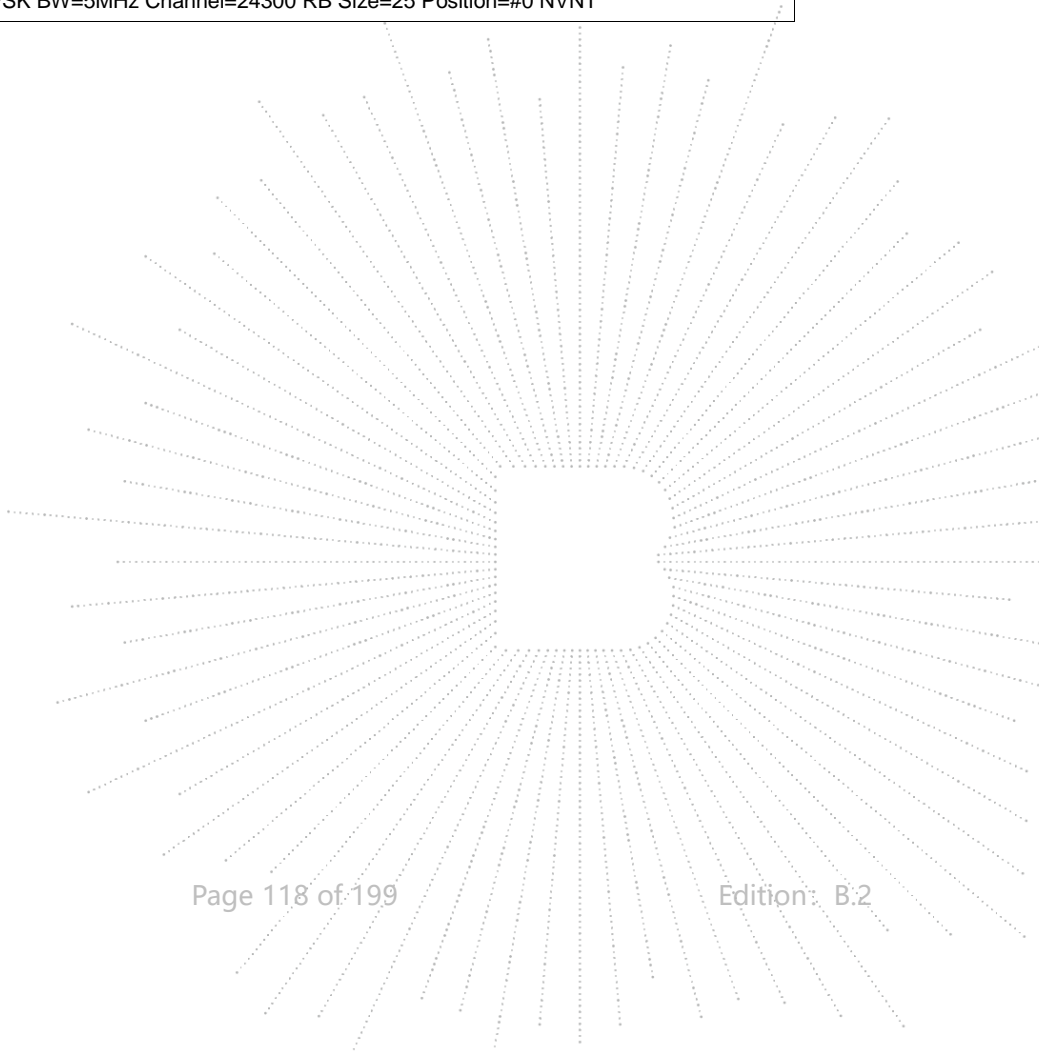 SK BW=5MHz Channel=24300 RB Size=25 Position=#0 NVNT
Page 118 of 199 Edition: B.2